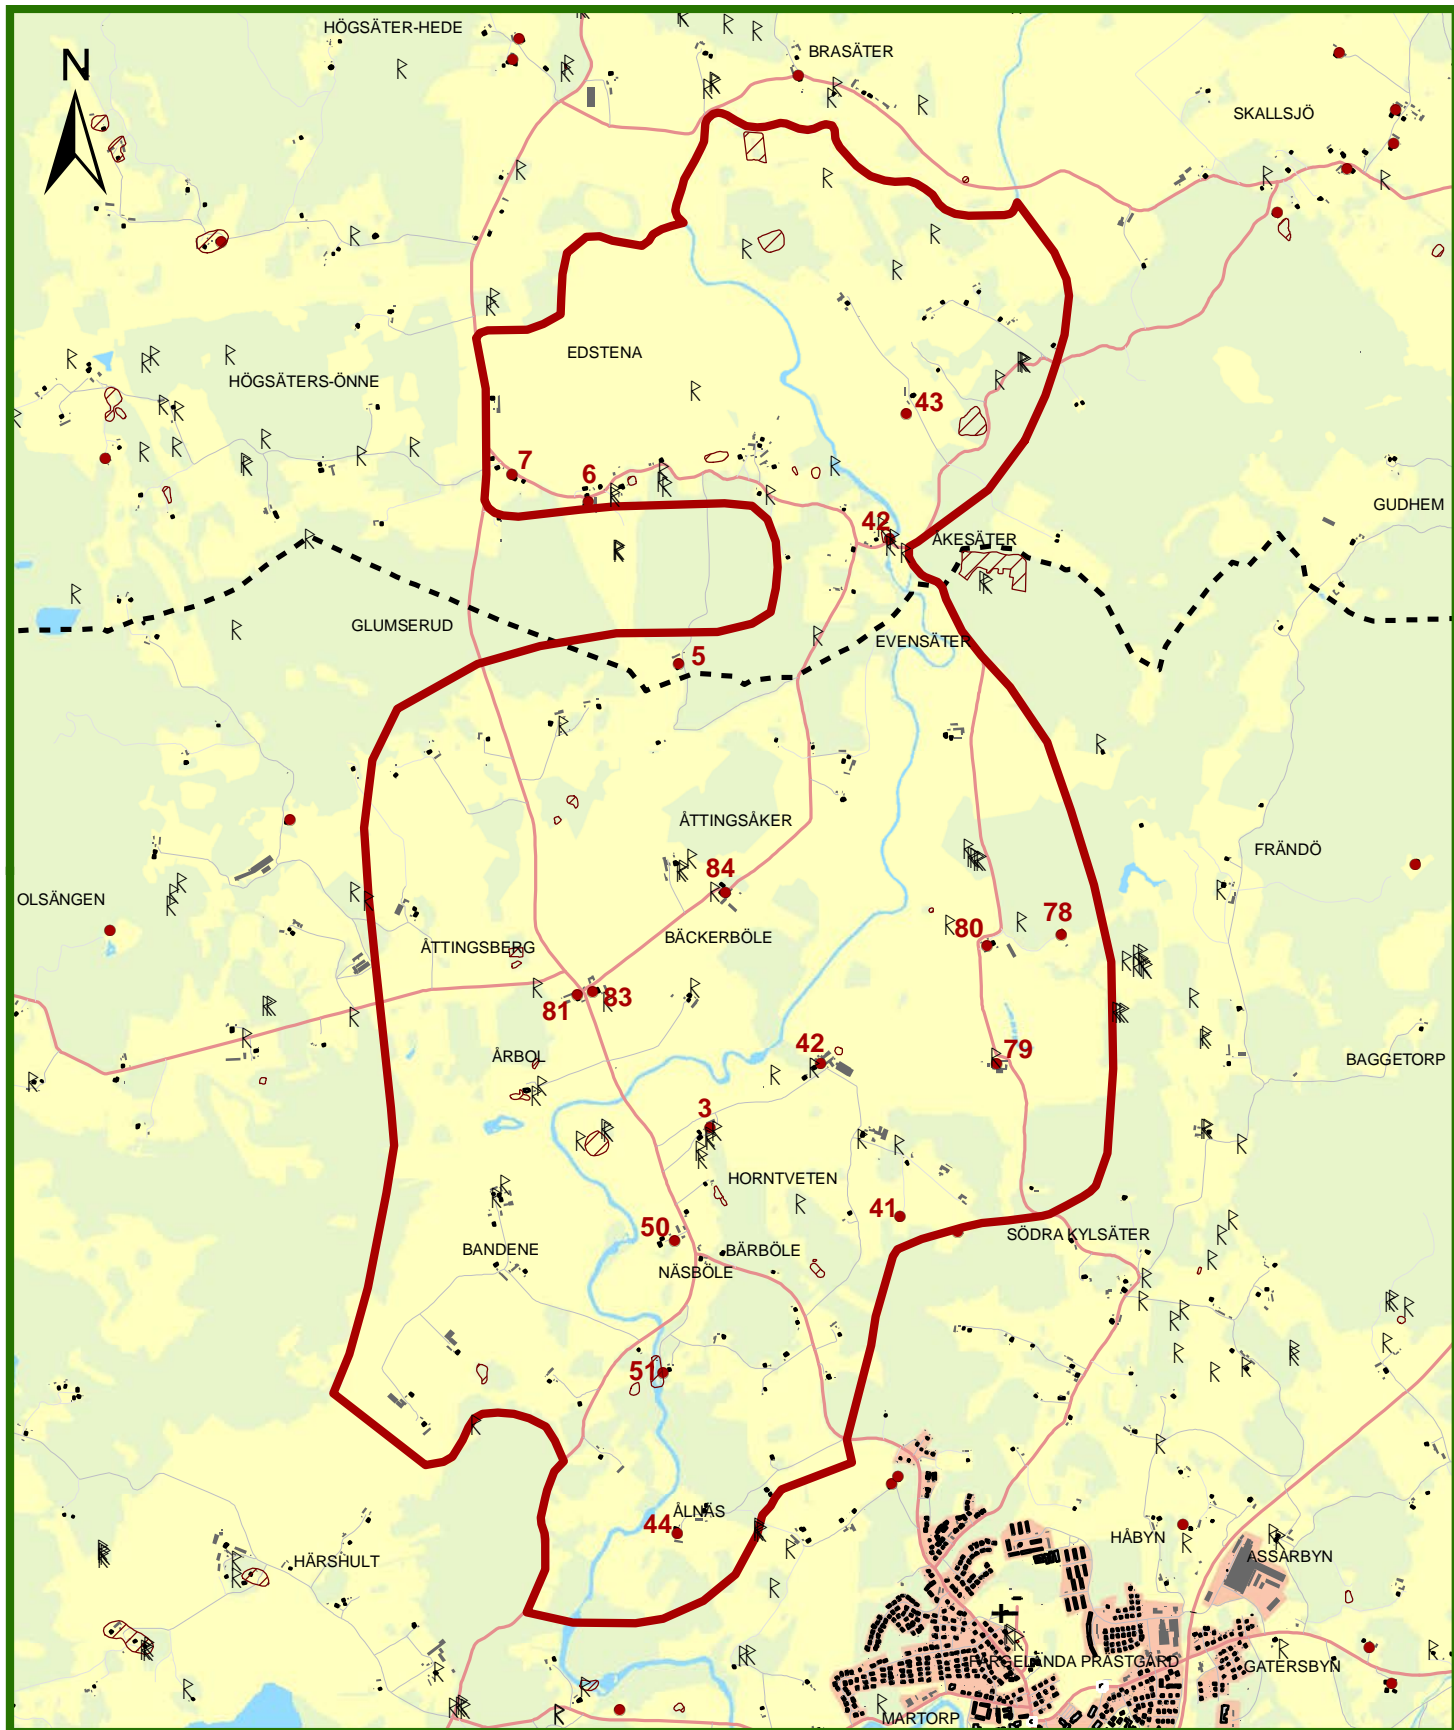 HÖGSÄTER-HEDE
BRASÄTER
N
SKALLSJÖ
EDSTENA
HÖGSÄTERS-ÖNNE
43
7
6
GUDHEM
42
ÅKESÄTER
GLUMSERUD
EVENSÄTER
5
ÅTTINGSÅKER
FRÄNDÖ
84
OLSÄNGEN
78
BÄCKERBÖLE
80
ÅTTINGSBERG
83
81
42
79
ÅRBOL
BAGGETORP
3
HORNTVETEN
41
50
SÖDRA KYLSÄTER
BANDENE
BÄRBÖLE
NÄSBÖLE
51
ÅLNÄS
44
HÅBYN
HÄRSHULT
ASSARBYN
FÄRGELANDA PRÄSTGÅRD
GATERSBYN
MARTORP